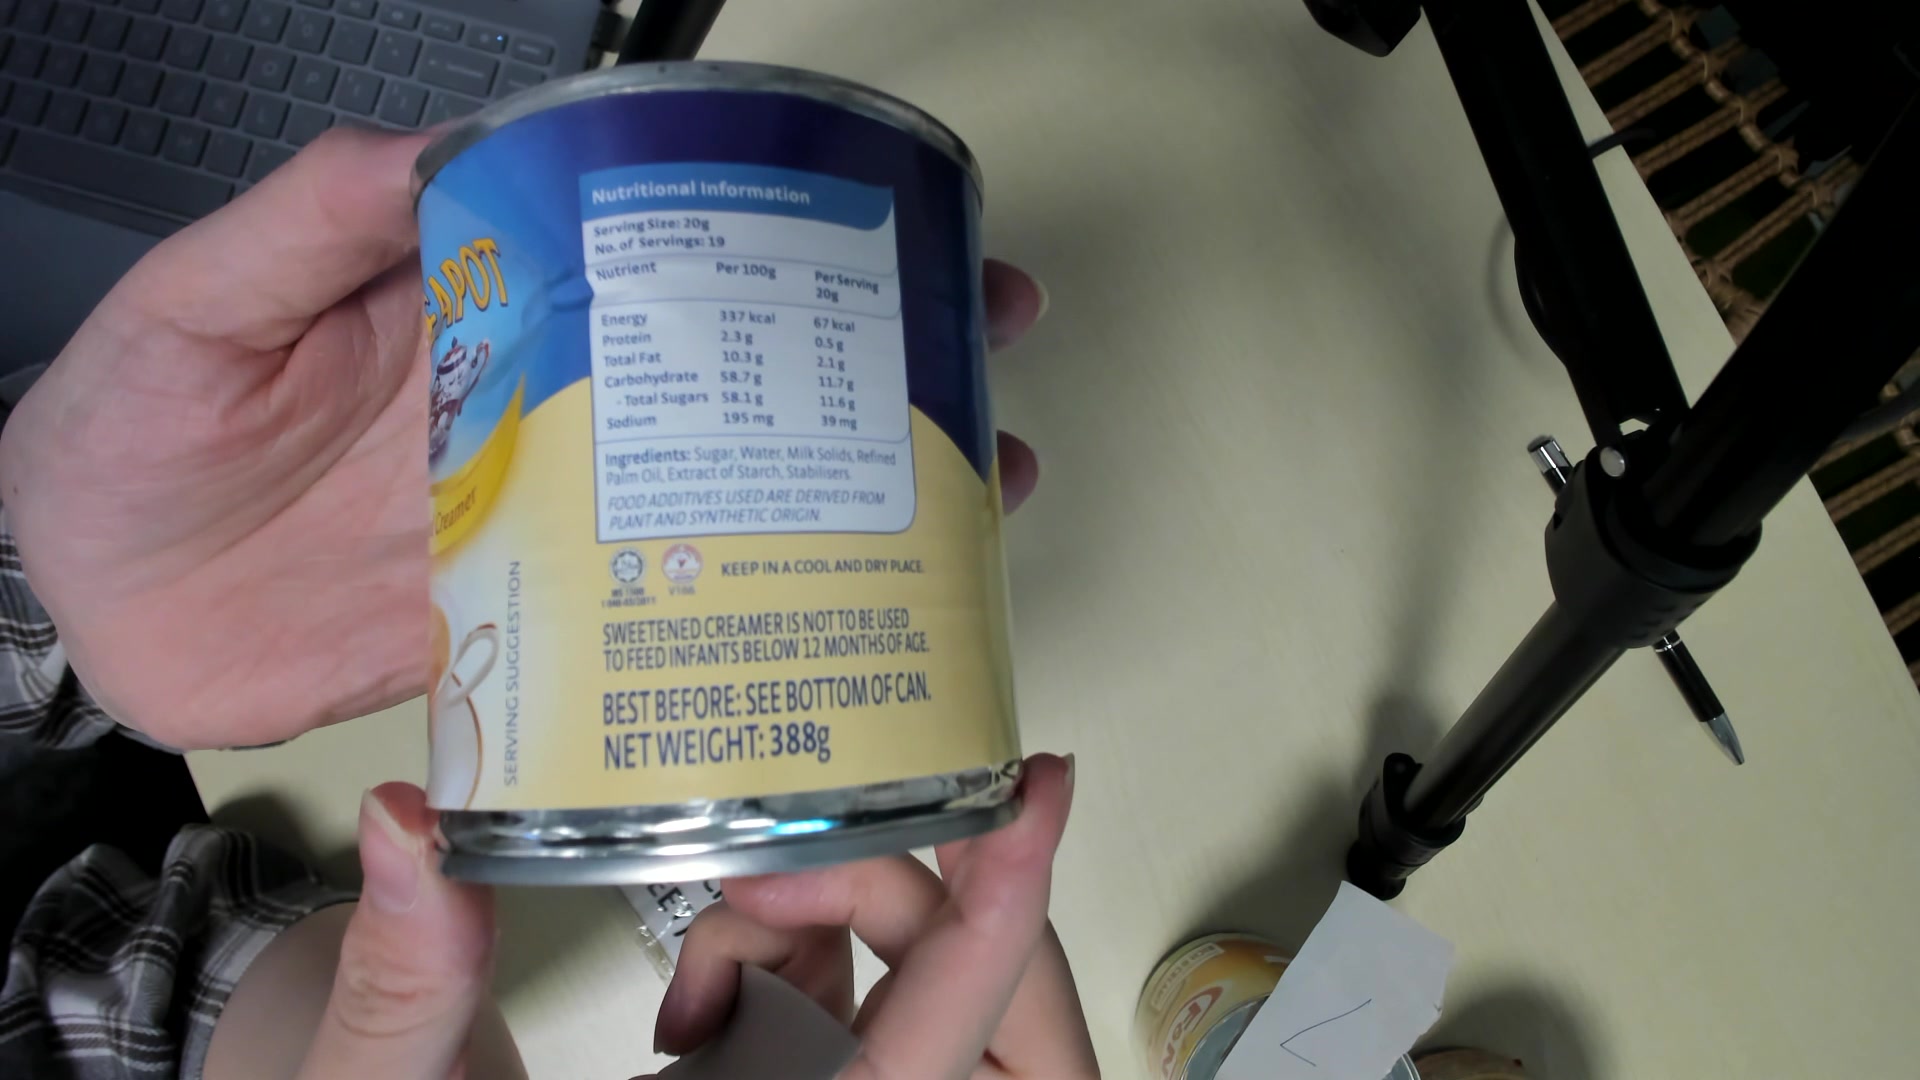 EAPOT
Creamer
SERVING SUGGESTION
Nutritional Information
Serving Size: 20g
No. of Servings: 19
Nutrient Per 100g Per Serving
20g
Energy 337 kcal 67 kcal
Protein 2.3 g 0.5 g
Total Fat 10.3 g 2.1 g
Carbohydrate 58.7 g 11.7 g
- Total Sugars 58.1 g 11.6 g
Sodium 195 mg 39 mg
Ingredients: Sugar, Water, Milk Solids, Refined
Palm Oil, Extract of Starch, Stabilisers.
FOOD ADDITIVES USED ARE DERIVED FROM
PLANT AND SYNTHETIC ORIGIN.
KEEP IN A COOL AND DRY PLACE.
SWEETENED CREAMER IS NOT TO BE USED
TO FEED INFANTS BELOW 12 MONTHS OF AGE.
BEST BEFORE: SEE BOTTOM OF CAN.
NET WEIGHT: 388g